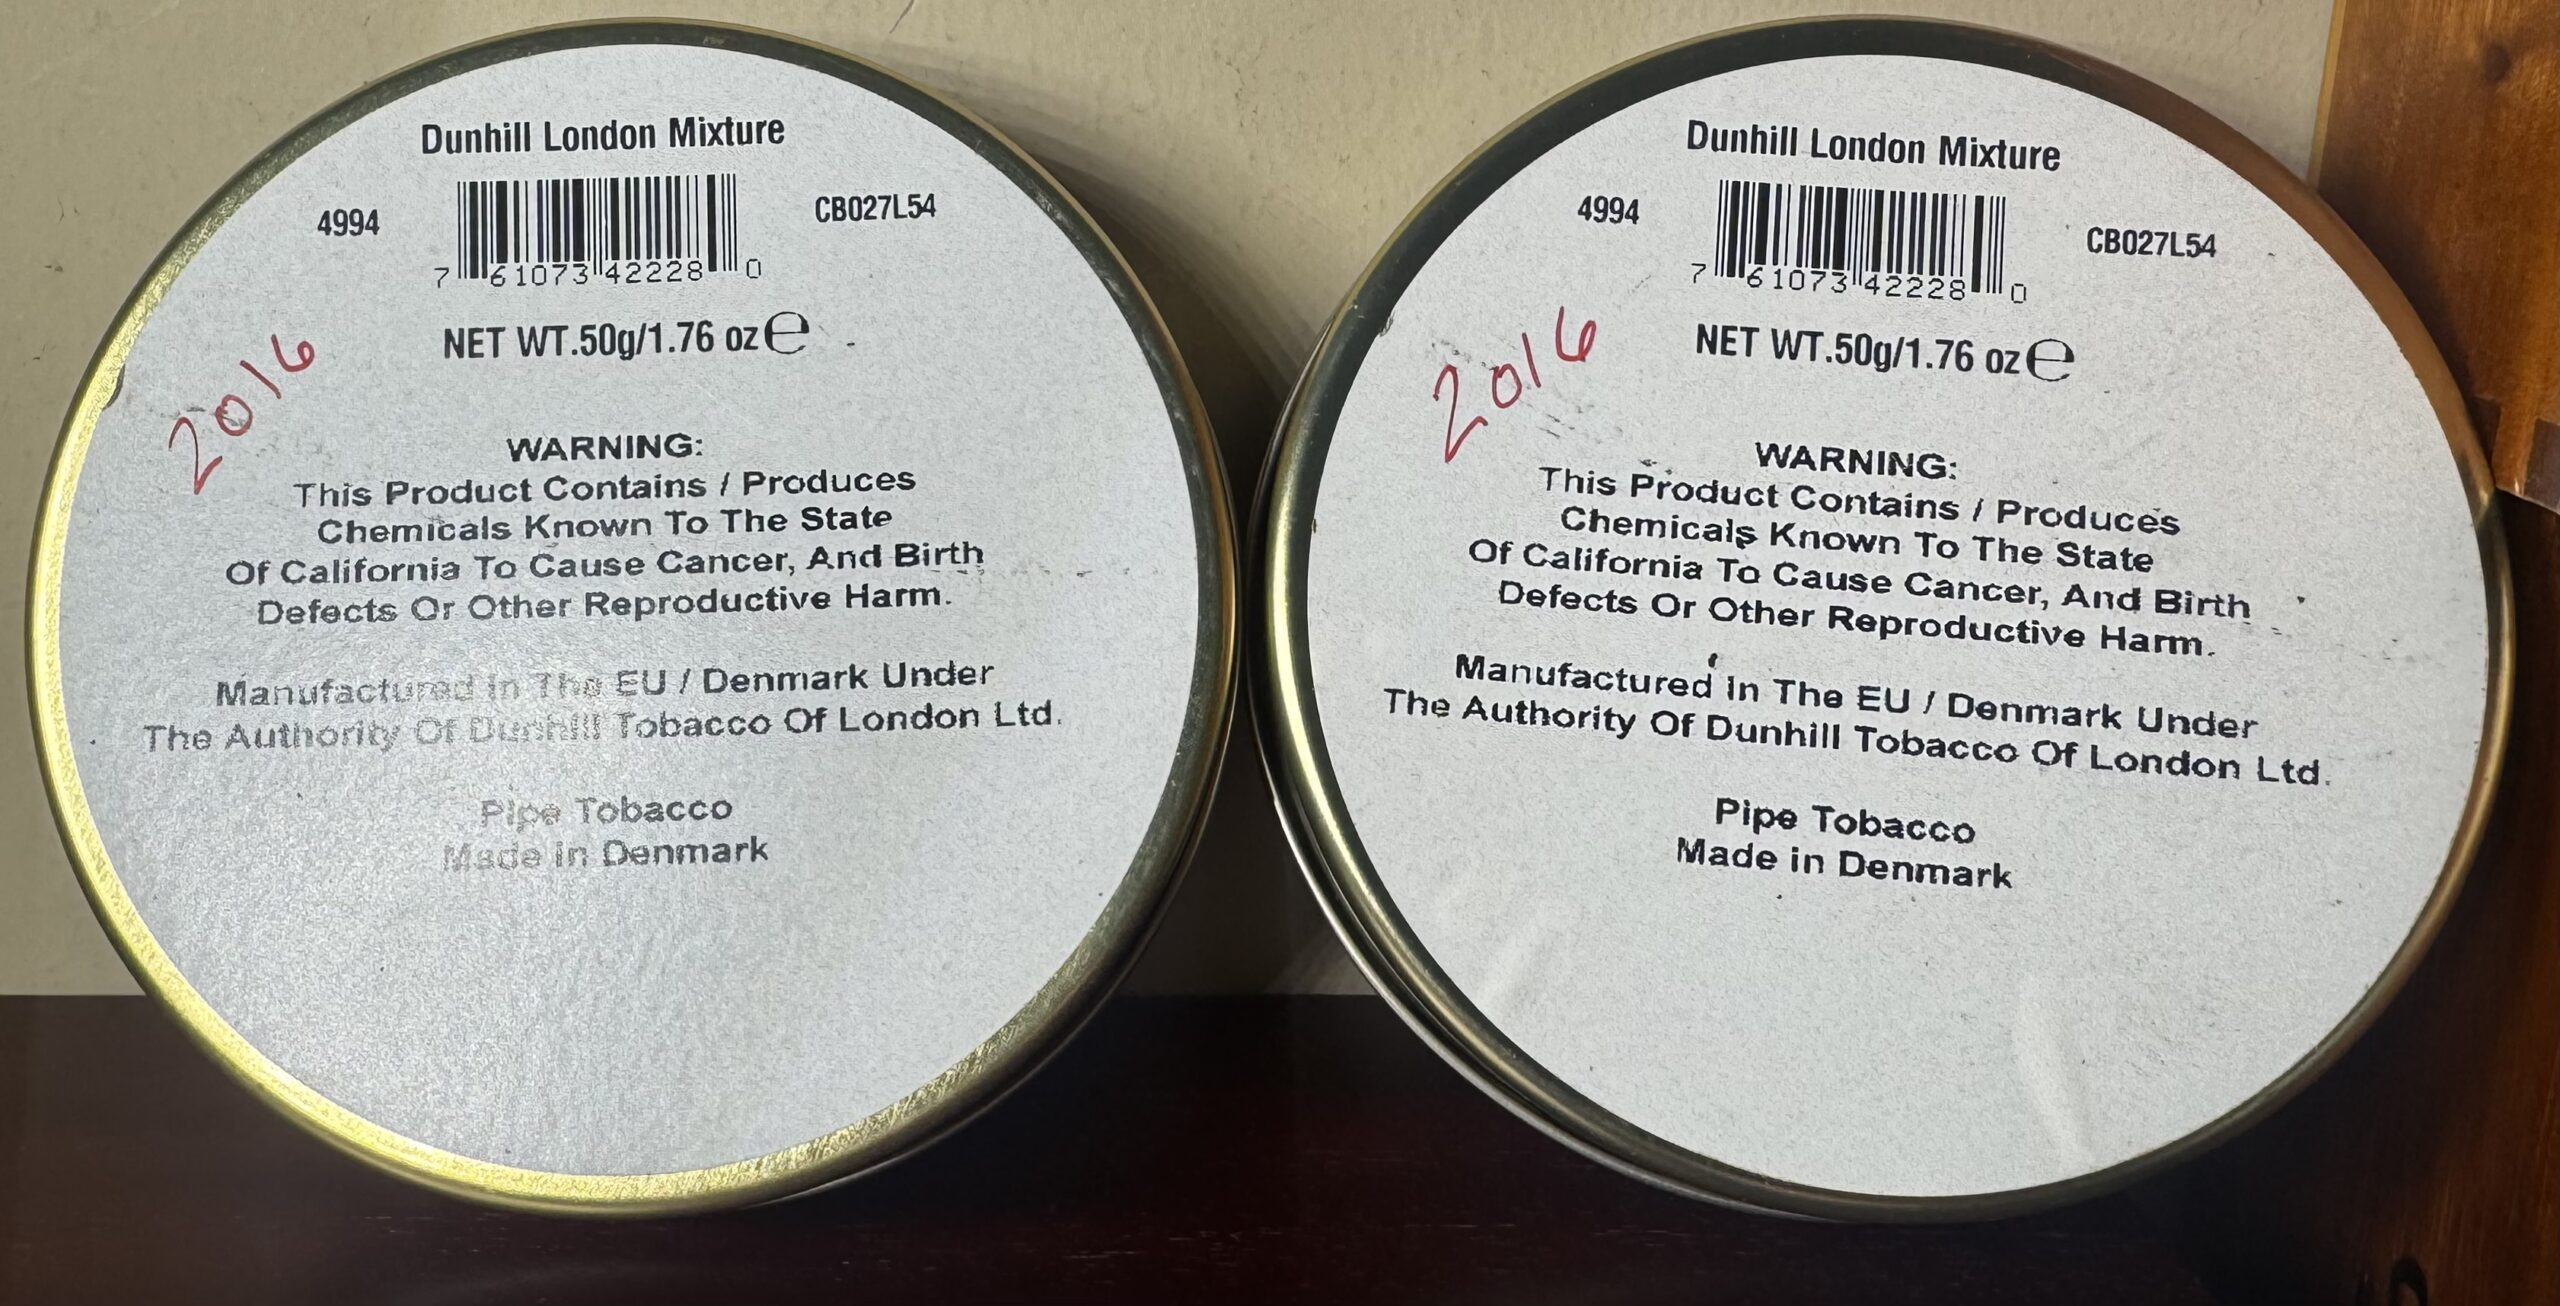 Dunhill London Mixture
4994
CB027L54
7 61073 42228 0
NET WT.50g/1.76 oz e
2016
WARNING:
This Product Contains / Produces
Chemicals Known To The State
Of California To Cause Cancer, And Birth
Defects Or Other Reproductive Harm.
Manufactured In The EU / Denmark Under
The Authority Of Dunhill Tobacco Of London Ltd.
Pipe Tobacco
Made in Denmark
Dunhill London Mixture
4994
CB027L54
7 61073 42228 0
NET WT.50g/1.76 oz e
2016
WARNING:
This Product Contains / Produces
Chemicals Known To The State
Of California To Cause Cancer, And Birth
Defects Or Other Reproductive Harm.
Manufactured In The EU / Denmark Under
The Authority Of Dunhill Tobacco Of London Ltd.
Pipe Tobacco
Made in Denmark